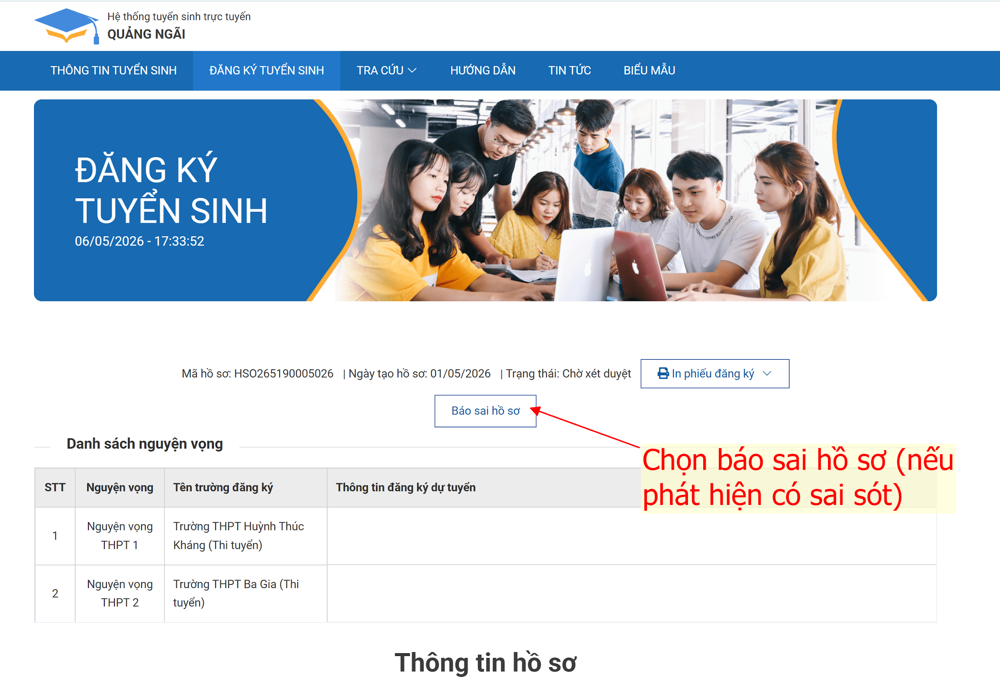 Hệ thống tuyển sinh trực tuyến
QUẢNG NGÃI
THÔNG TIN TUYỂN SINH
ĐĂNG KÝ TUYỂN SINH
TRA CỨU
HƯỚNG DẪN
TIN TỨC
BIỂU MẪU
ĐĂNG KÝ
TUYỂN SINH
06/05/2026 - 17:33:52
Mã hồ sơ: HSO265190005026 | Ngày tạo hồ sơ: 01/05/2026 | Trạng thái: Chờ xét duyệt
In phiếu đăng ký
Báo sai hồ sơ
Chọn báo sai hồ sơ (nếu
phát hiện có sai sót)
Danh sách nguyện vọng
STT
Nguyện vọng
Tên trường đăng ký
Thông tin đăng ký dự tuyển
1
Nguyện vọng
THPT 1
Trường THPT Huỳnh Thúc
Kháng (Thi tuyển)
2
Nguyện vọng
THPT 2
Trường THPT Ba Gia (Thi
tuyển)
Thông tin hồ sơ